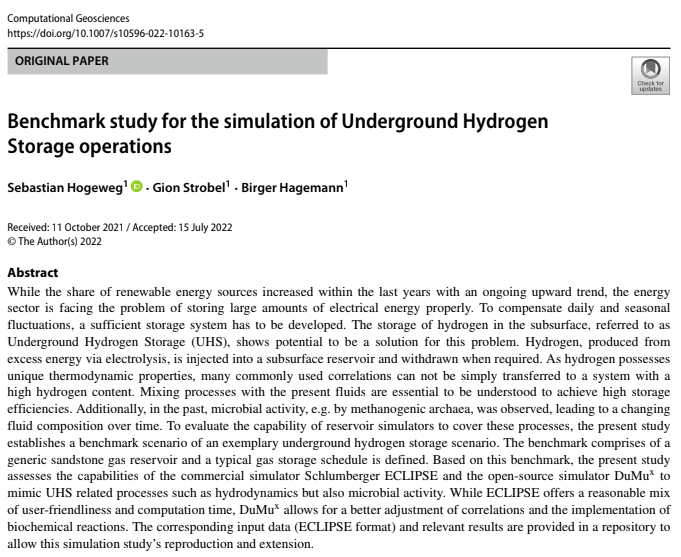 Computational Geosciences
https://doi.org/10.1007/s10596-022-10163-5
ORIGINAL PAPER
Check for
updates
Benchmark study for the simulation of Underground Hydrogen
Storage operations
Sebastian Hogeweg¹ iD · Gion Strobel¹ · Birger Hagemann¹
Received: 11 October 2021 / Accepted: 15 July 2022
© The Author(s) 2022
Abstract
While the share of renewable energy sources increased within the last years with an ongoing upward trend, the energy
sector is facing the problem of storing large amounts of electrical energy properly. To compensate daily and seasonal
fluctuations, a sufficient storage system has to be developed. The storage of hydrogen in the subsurface, referred to as
Underground Hydrogen Storage (UHS), shows potential to be a solution for this problem. Hydrogen, produced from
excess energy via electrolysis, is injected into a subsurface reservoir and withdrawn when required. As hydrogen possesses
unique thermodynamic properties, many commonly used correlations can not be simply transferred to a system with a
high hydrogen content. Mixing processes with the present fluids are essential to be understood to achieve high storage
efficiencies. Additionally, in the past, microbial activity, e.g. by methanogenic archaea, was observed, leading to a changing
fluid composition over time. To evaluate the capability of reservoir simulators to cover these processes, the present study
establishes a benchmark scenario of an exemplary underground hydrogen storage scenario. The benchmark comprises of a
generic sandstone gas reservoir and a typical gas storage schedule is defined. Based on this benchmark, the present study
assesses the capabilities of the commercial simulator Schlumberger ECLIPSE and the open-source simulator DuMuˣ to
mimic UHS related processes such as hydrodynamics but also microbial activity. While ECLIPSE offers a reasonable mix
of user-friendliness and computation time, DuMuˣ allows for a better adjustment of correlations and the implementation of
biochemical reactions. The corresponding input data (ECLIPSE format) and relevant results are provided in a repository to
allow this simulation study's reproduction and extension.